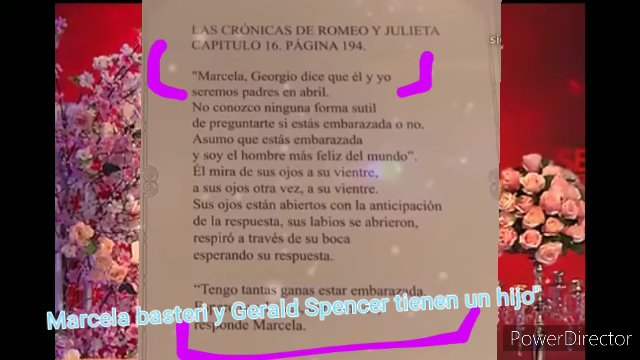 LAS CRÓNICAS DE ROMEO Y JULIETA
CAPITULO 16. PÁGINA 194.
"Marcela, Georgio dice que él y yo
seremos padres en abril.
No conozco ninguna forma sutil
de preguntarte si estás embarazada o no.
Asumo que estás embarazada
y soy el hombre más feliz del mundo".
Él mira de sus ojos a su vientre,
a sus ojos otra vez, a su vientre.
Sus ojos están abiertos con la anticipación
de la respuesta, sus labios se abrieron,
respiró a través de su boca
esperando su respuesta.
"Tengo tantas ganas estar embarazada.
Marcela basteri y Gerald Spencer tienen un hijo"
responde Marcela.
PowerDirector